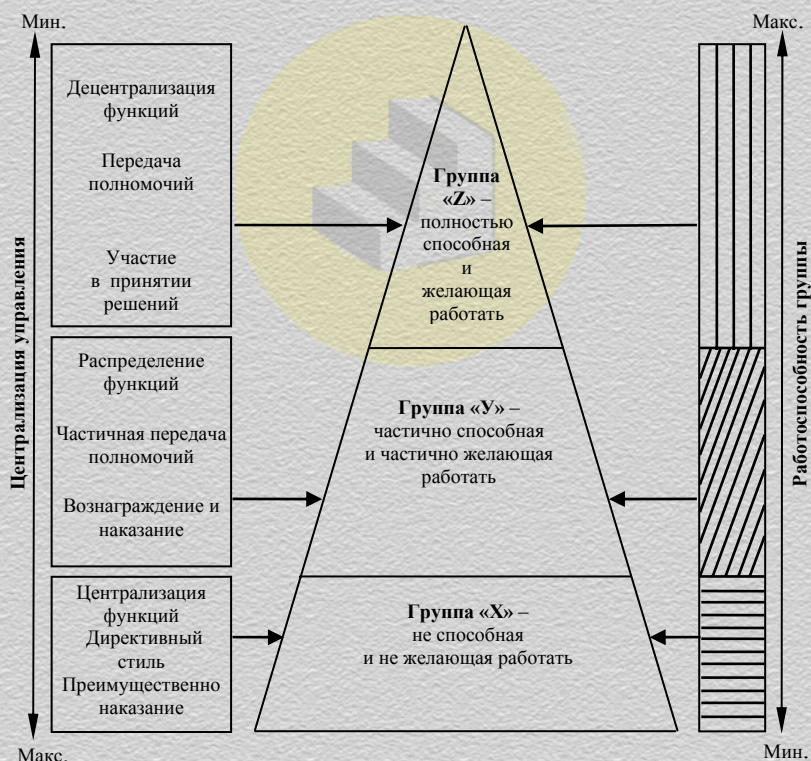 Мин.
Макс.
Централизация управления
Децентрализация
функций
Передача
полномочий
Участие
в принятии
решений
Распределение
функций
Частичная передача
полномочий
Вознаграждение и
наказание
Централизация
функций
Директивный
стиль
Преимущественно
наказание
Группа
«Z» –
полностью
способная
и
желающая
работать
Группа «У» –
частично способная
и частично желающая
работать
Группа «Х» –
не способная
и не желающая работать
Работоспособность группы
Макс.
Мин.